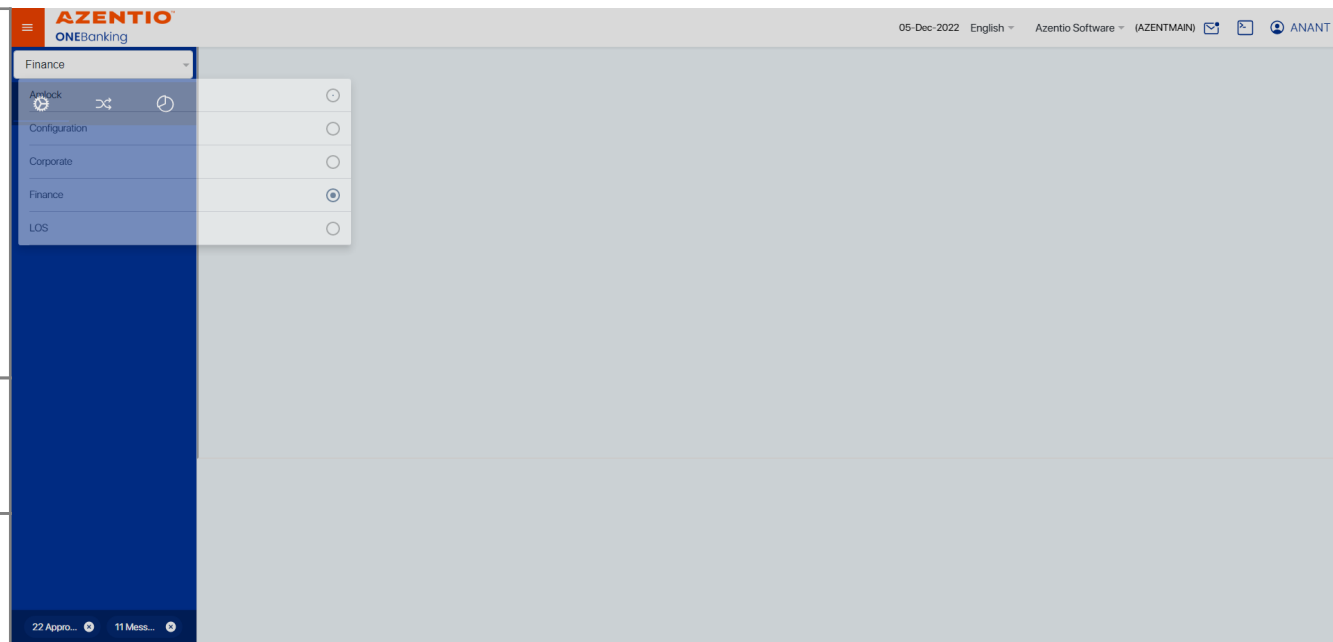 AZENTIO
ONEBanking
05-Dec-2022 English Azentio Software (AZENTMAIN) ANANT
Finance
Amlock
Configuration
Corporate
Finance
LOS
22 Appro... 11 Mess...